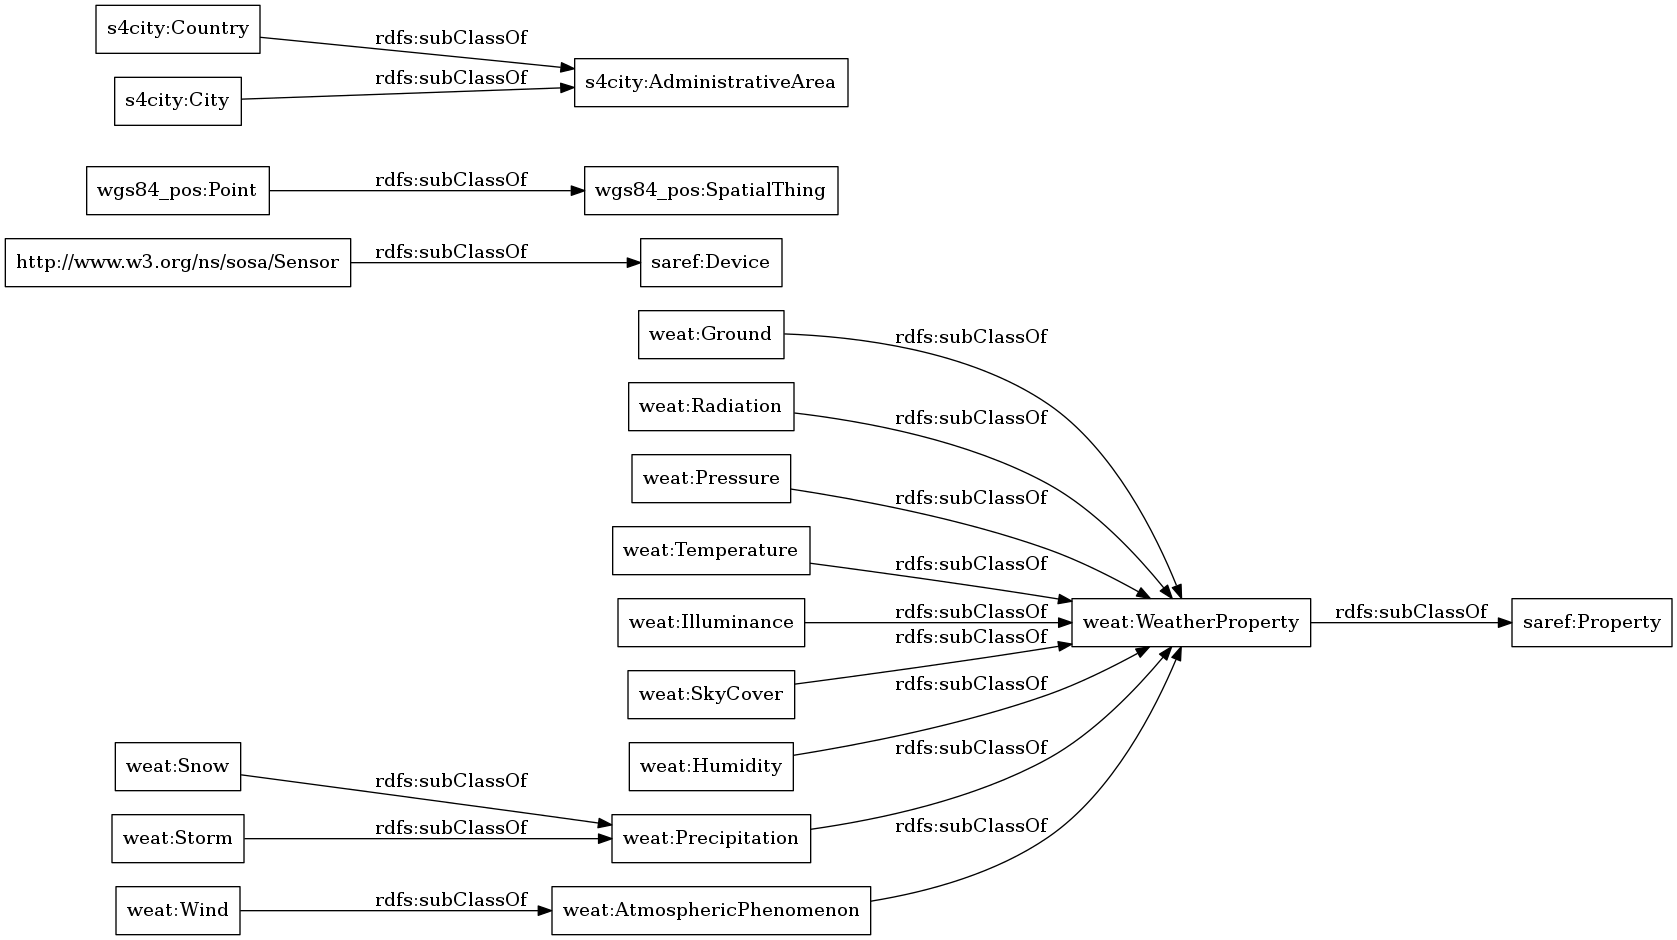 s4city:Country
rdfs:subClassOf
s4city:AdministrativeArea
rdfs:subClassOf
s4city:City
wgs84_pos:Point
rdfs:subClassOf
wgs84_pos:SpatialThing
http://www.w3.org/ns/sosa/Sensor
rdfs:subClassOf
saref:Device
weat:Ground
rdfs:subClassOf
weat:Radiation
rdfs:subClassOf
weat:Pressure
rdfs:subClassOf
weat:Temperature
rdfs:subClassOf
weat:Illuminance
rdfs:subClassOf
weat:WeatherProperty
rdfs:subClassOf
saref:Property
rdfs:subClassOf
weat:SkyCover
rdfs:subClassOf
weat:Humidity
rdfs:subClassOf
weat:Snow
rdfs:subClassOf
weat:Storm
rdfs:subClassOf
weat:Precipitation
rdfs:subClassOf
weat:Wind
rdfs:subClassOf
weat:AtmosphericPhenomenon